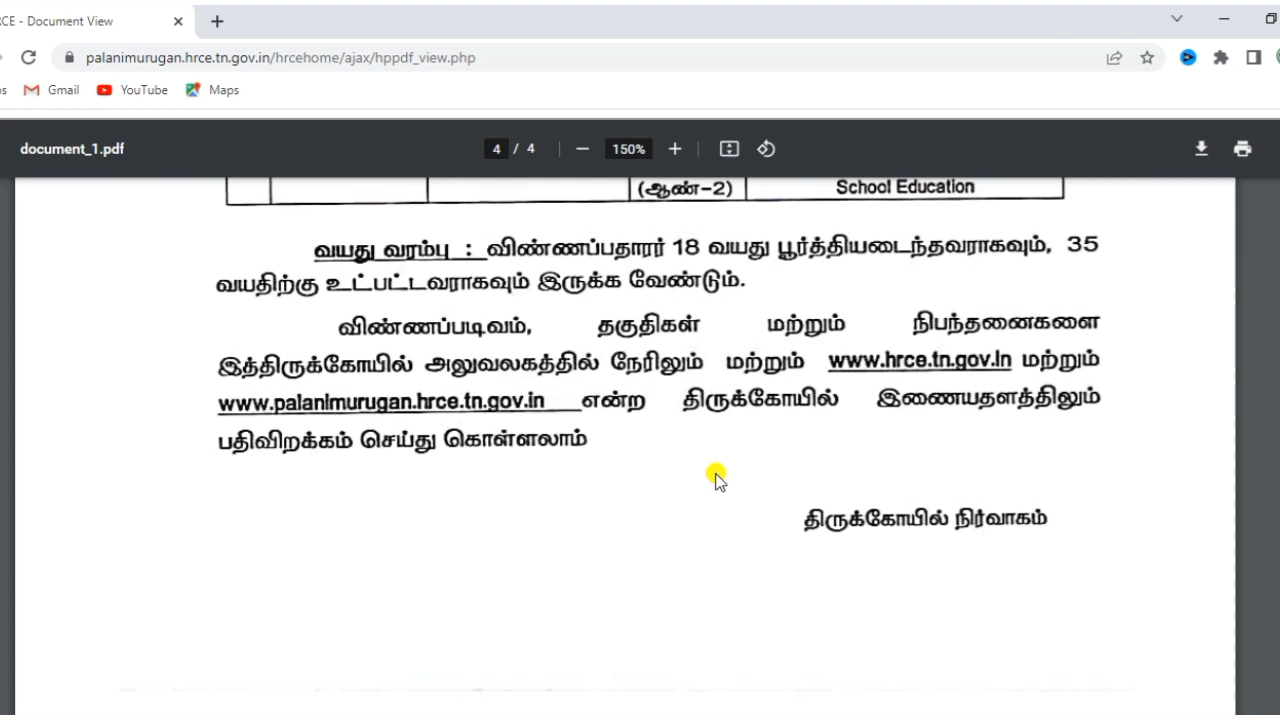 RCE - Document View
palanimurugan.hrce.tn.gov.in/hrcehome/ajax/hppdf_view.php
Gmail YouTube Maps
document_1.pdf 4 / 4 150%
(ஆண்-2) School Education
வயது வரம்பு : விண்ணப்பதாரர் 18 வயது பூர்த்தியடைந்தவராகவும், 35
வயதிற்கு உட்பட்டவராகவும் இருக்க வேண்டும்.
விண்ணப்படிவம், தகுதிகள் மற்றும் நிபந்தனைகளை
இத்திருக்கோயில் அலுவலகத்தில் நேரிலும் மற்றும் www.hrce.tn.gov.in மற்றும்
www.palanimurugan.hrce.tn.gov.in என்ற திருக்கோயில் இணையதளத்திலும்
பதிவிறக்கம் செய்து கொள்ளலாம்
திருக்கோயில் நிர்வாகம்